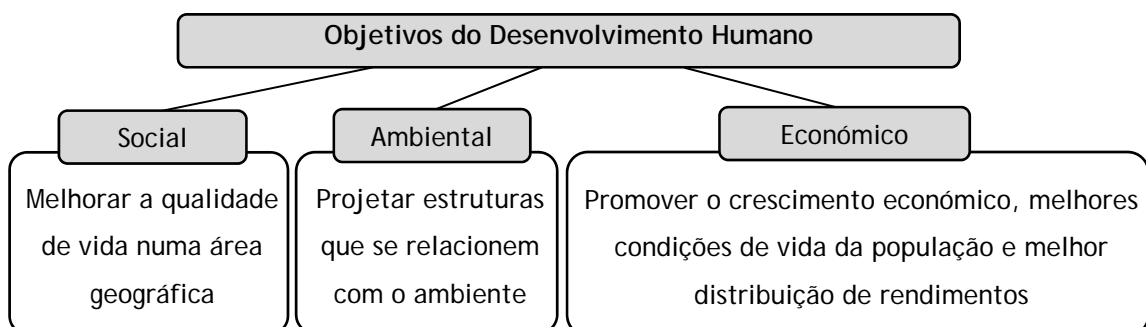 Objetivos do Desenvolvimento Humano
Social
Melhorar a qualidade
de vida numa área
geográfica
Ambiental
Projetar estruturas
que se relacionem
com o ambiente
Económico
Promover o crescimento económico, melhores
condições de vida da população e melhor
distribuição de rendimentos